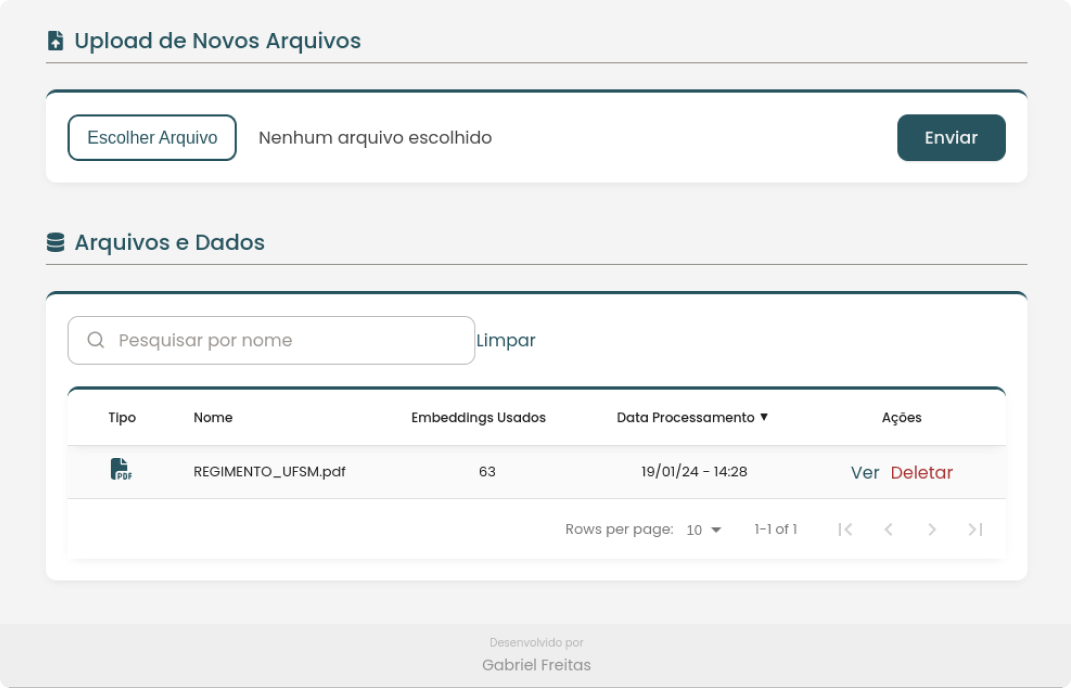 Upload de Novos Arquivos
Escolher Arquivo Nenhum arquivo escolhido Enviar
Arquivos e Dados
Pesquisar por nome Limpar
Tipo Nome Embeddings Usados Data Processamento ▼ Ações
PDF REGIMENTO_UFSM.pdf 63 19/01/24 - 14:28 Ver Deletar
Rows per page: 10 1-1 of 1
Desenvolvido por
Gabriel Freitas